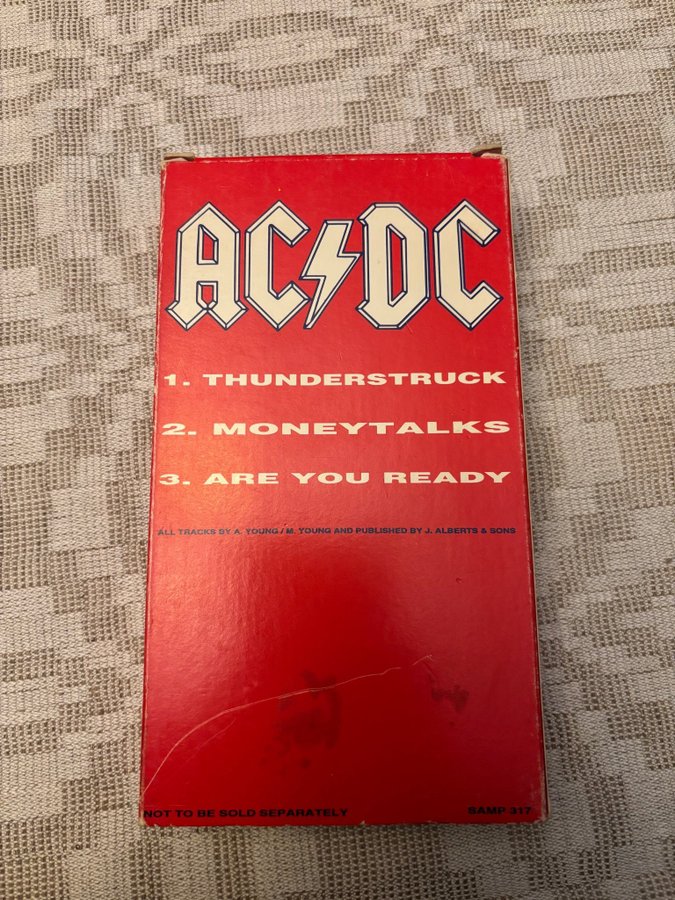 AC⚡DC
1. THUNDERSTRUCK
2. MONEYTALKS
3. ARE YOU READY
ALL TRACKS BY A. YOUNG / M. YOUNG AND PUBLISHED BY J. ALBERTS & SONS
NOT TO BE SOLD SEPARATELY
SAMP 317